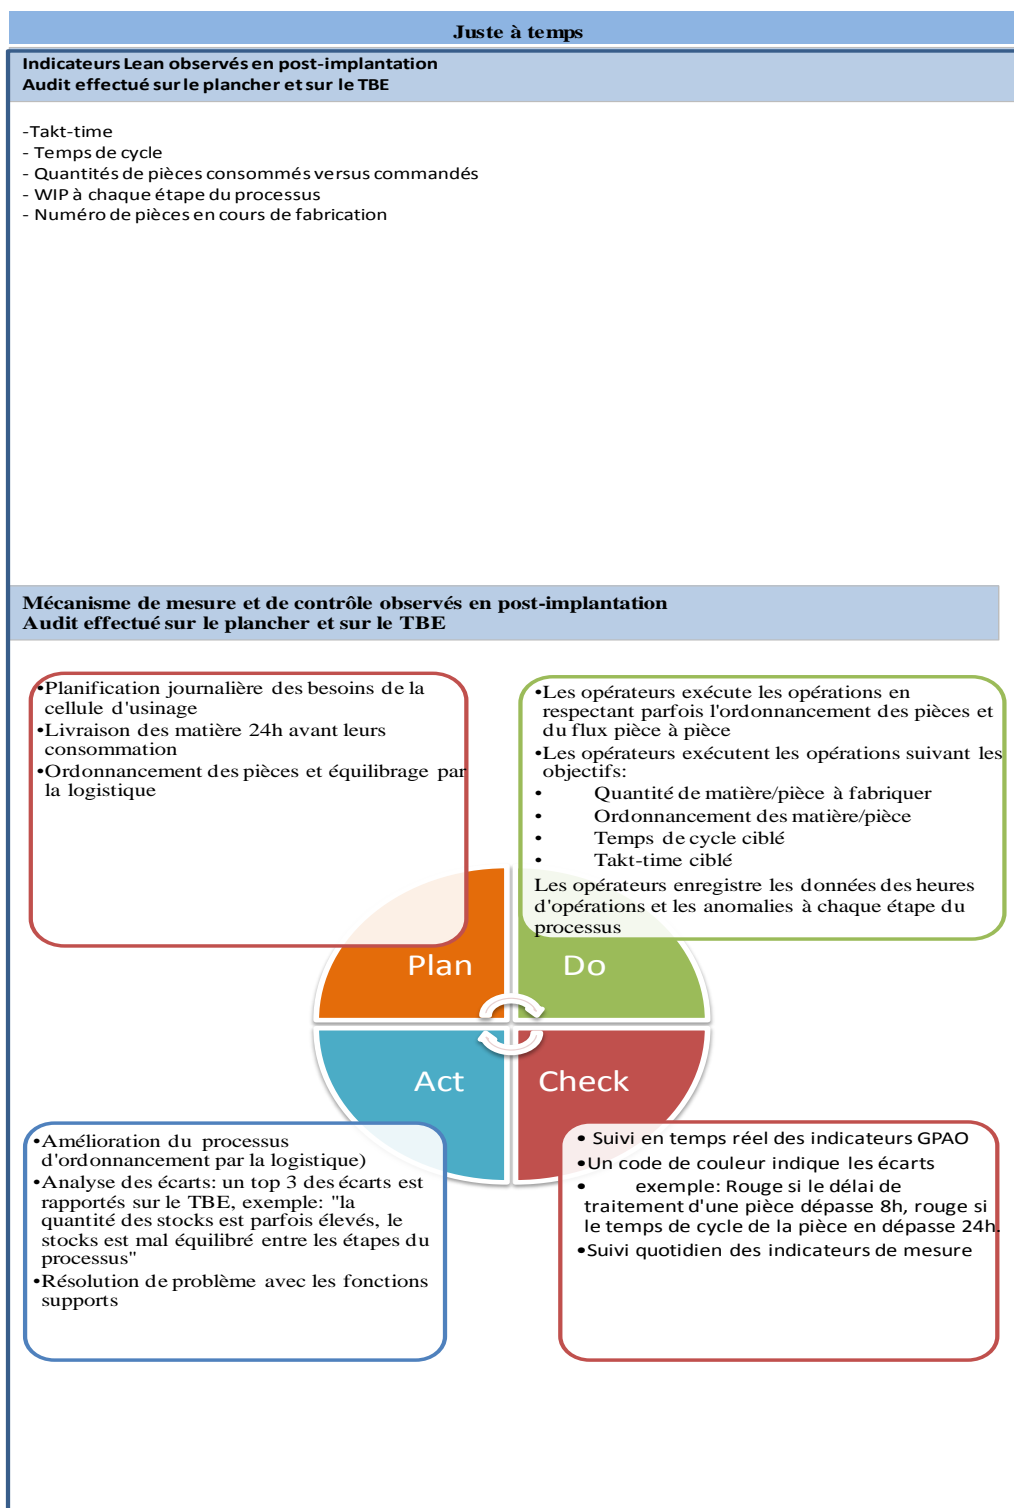 Juste à temps
Indicateurs Lean observés en post-implantation
Audit effectué sur le plancher et sur le TBE
-Takt-time
- Temps de cycle
- Quantités de pièces consommés versus commandés
- WIP à chaque étape du processus
- Numéro de pièces en cours de fabrication
Mécanisme de mesure et de contrôle observés en post-implantation
Audit effectué sur le plancher et sur le TBE
•Planification journalière des besoins de la
cellule d'usinage
•Livraison des matière 24h avant leurs
consommation
•Ordonnancement des pièces et équilibrage par
la logistique
•Les opérateurs exécute les opérations en
respectant parfois l'ordonnancement des pièces et
du flux pièce à pièce
•Les opérateurs exécutent les opérations suivant les
objectifs:
• Quantité de matière/pièce à fabriquer
• Ordonnancement des matière/pièce
• Temps de cycle ciblé
• Takt-time ciblé
Les opérateurs enregistre les données des heures
d'opérations et les anomalies à chaque étape du
processus
Plan
Do
Act
Check
•Amélioration du processus
d'ordonnancement par la logistique)
•Analyse des écarts: un top 3 des écarts est
rapportés sur le TBE, exemple: "la
quantité des stocks est parfois élevés, le
stocks est mal équilibré entre les étapes du
processus"
•Résolution de problème avec les fonctions
supports
• Suivi en temps réel des indicateurs GPAO
•Un code de couleur indique les écarts
• exemple: Rouge si le délai de
traitement d'une pièce dépasse 8h, rouge si
le temps de cycle de la pièce en dépasse 24h.
•Suivi quotidien des indicateurs de mesure